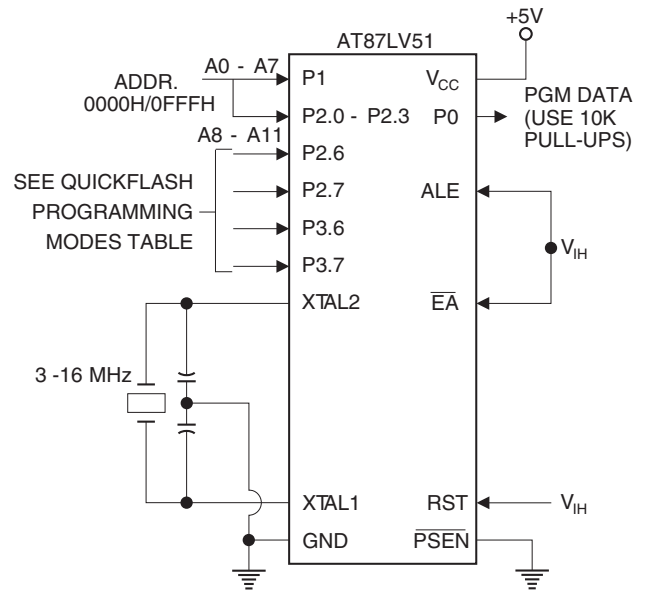 +5V
AT87LV51
A0 - A7
ADDR.
0000H/0FFFH
P1
VCC
PGM DATA
(USE 10K
PULL-UPS)
P2.0 - P2.3
P0
A8 - A11
P2.6
SEE QUICKFLASH
PROGRAMMING
MODES TABLE
P2.7
ALE
P3.6
VIH
P3.7
XTAL2
EA
3 -16 MHz
XTAL1
RST
VIH
GND
PSEN